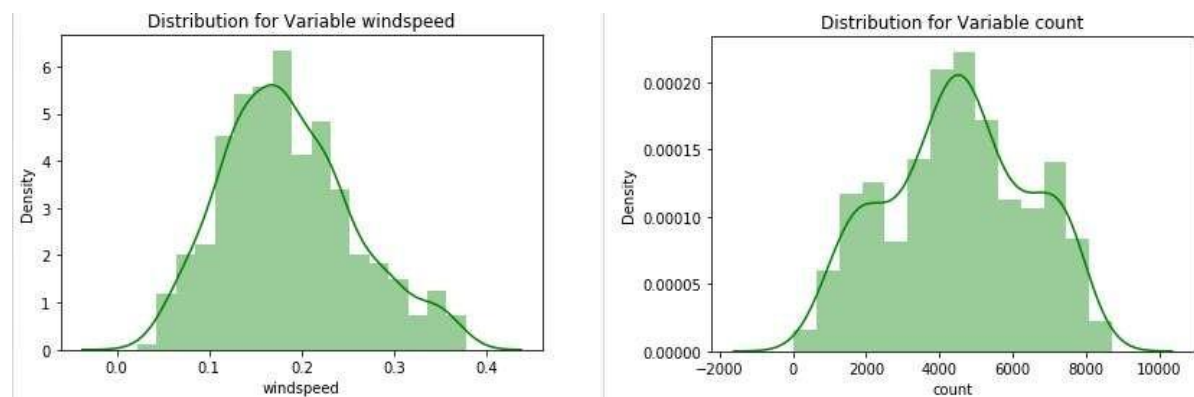 Distribution for Variable windspeed
6
5
4
3
2
1
0
Density
0.0 0.1 0.2 0.3 0.4
windspeed
Distribution for Variable count
0.00020
0.00015
0.00010
0.00005
0.00000
Density
−2000 0 2000 4000 6000 8000 10000
count